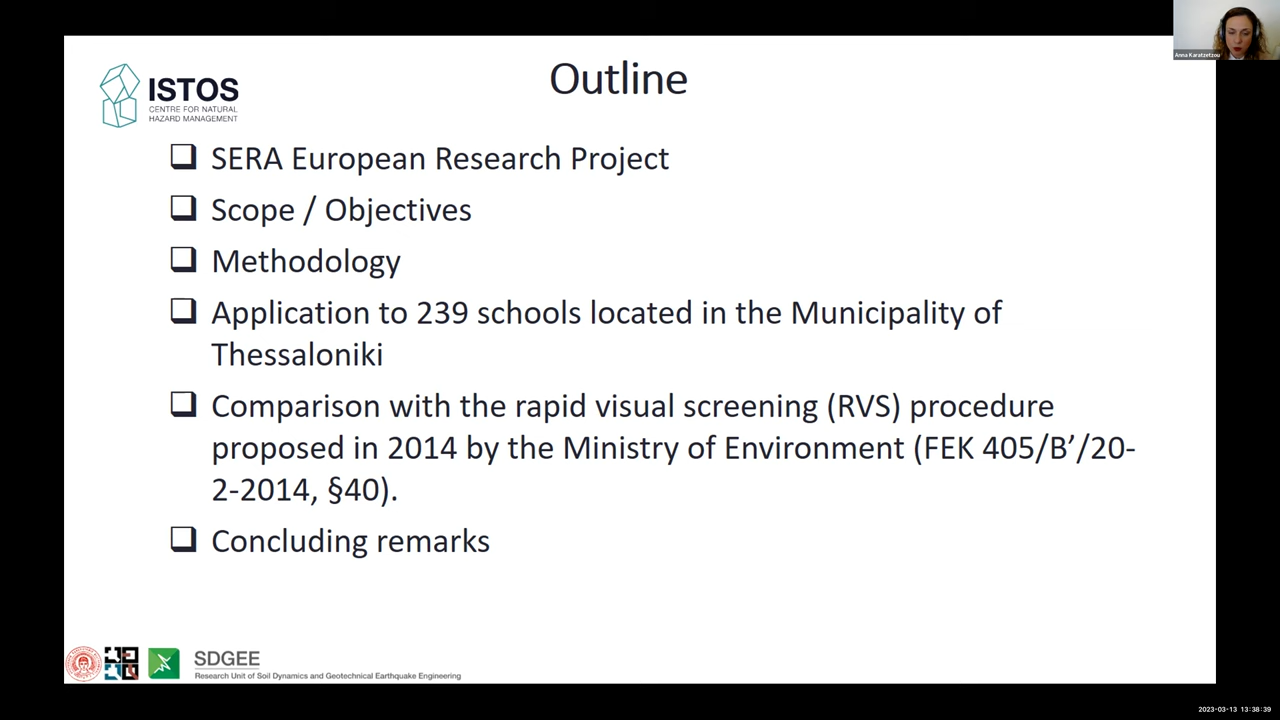 Anna Karatzetzou
ISTOS
CENTRE FOR NATURAL
HAZARD MANAGEMENT
Outline
SERA European Research Project
Scope / Objectives
Methodology
Application to 239 schools located in the Municipality of
Thessaloniki
Comparison with the rapid visual screening (RVS) procedure
proposed in 2014 by the Ministry of Environment (FEK 405/B’/20-
2-2014, §40).
Concluding remarks
SDGEE
Research Unit of Soil Dynamics and Geotechnical Earthquake Engineering
2023-03-13 13:38:39